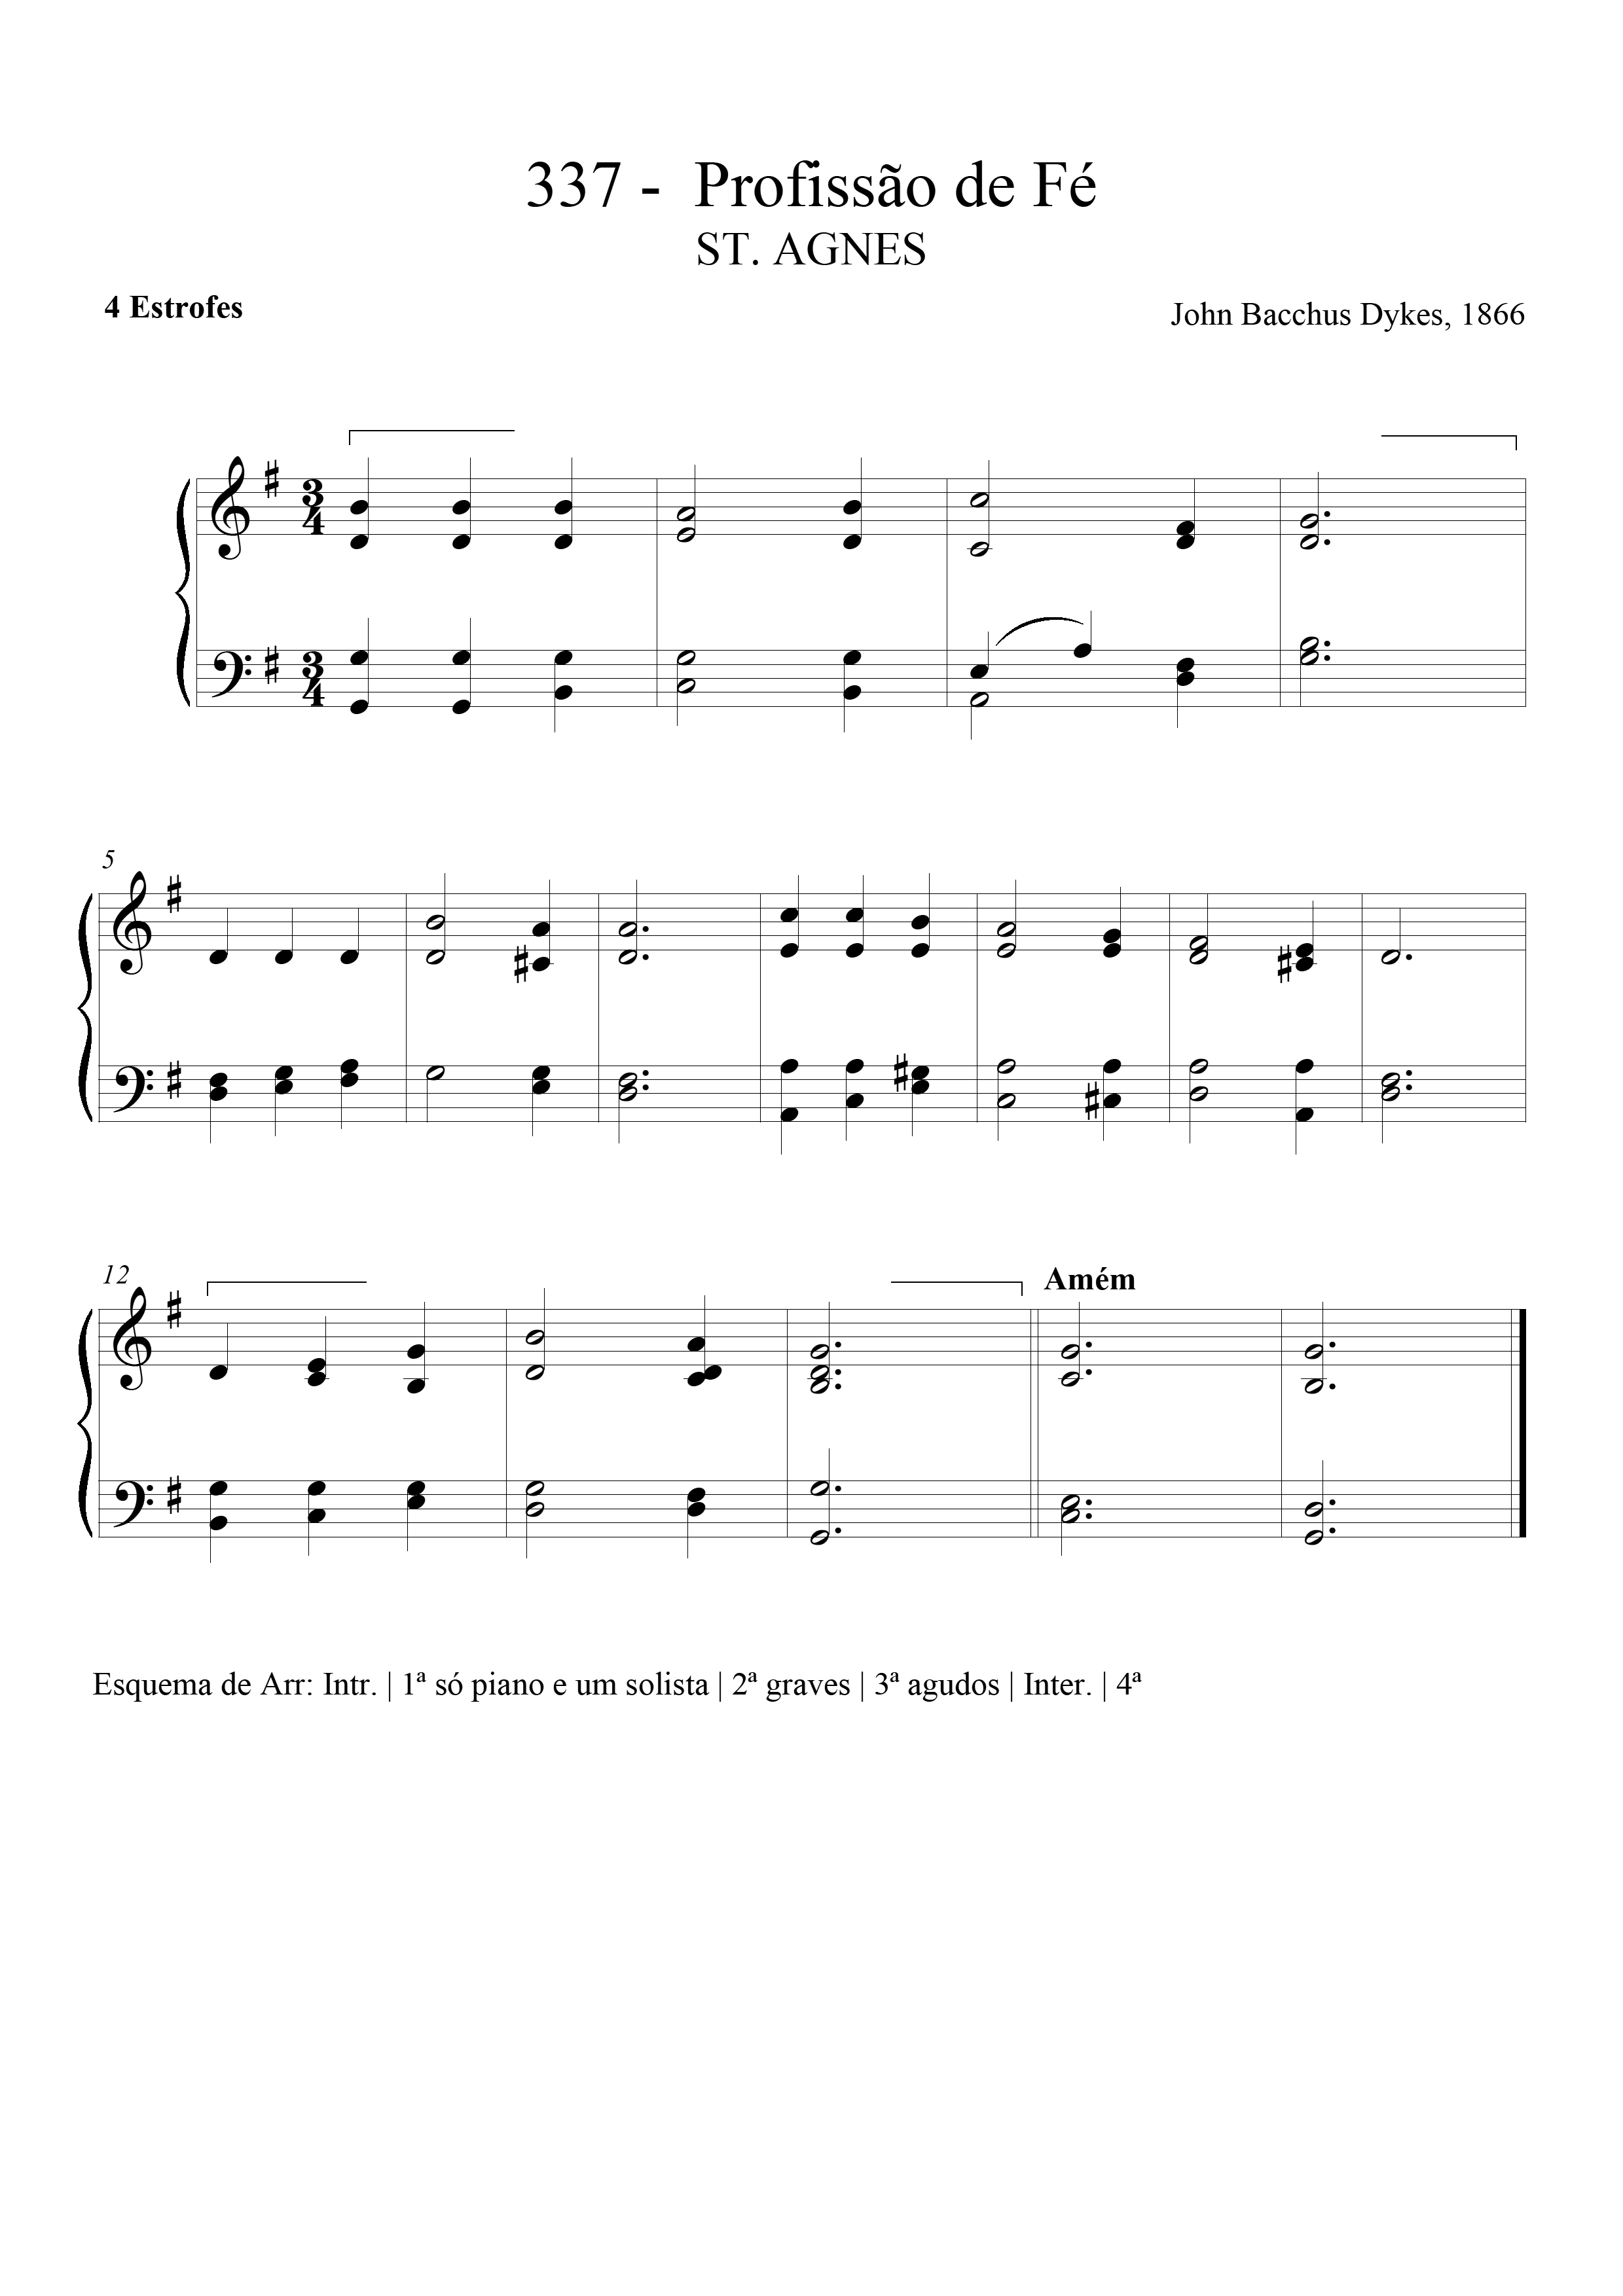 337 -  Profissão de Fé
ST. AGNES
4 Estrofes
John Bacchus Dykes, 1866
5
12
Amém
Esquema de Arr: Intr. | 1ª só piano e um solista | 2ª graves | 3ª agudos | Inter. | 4ª